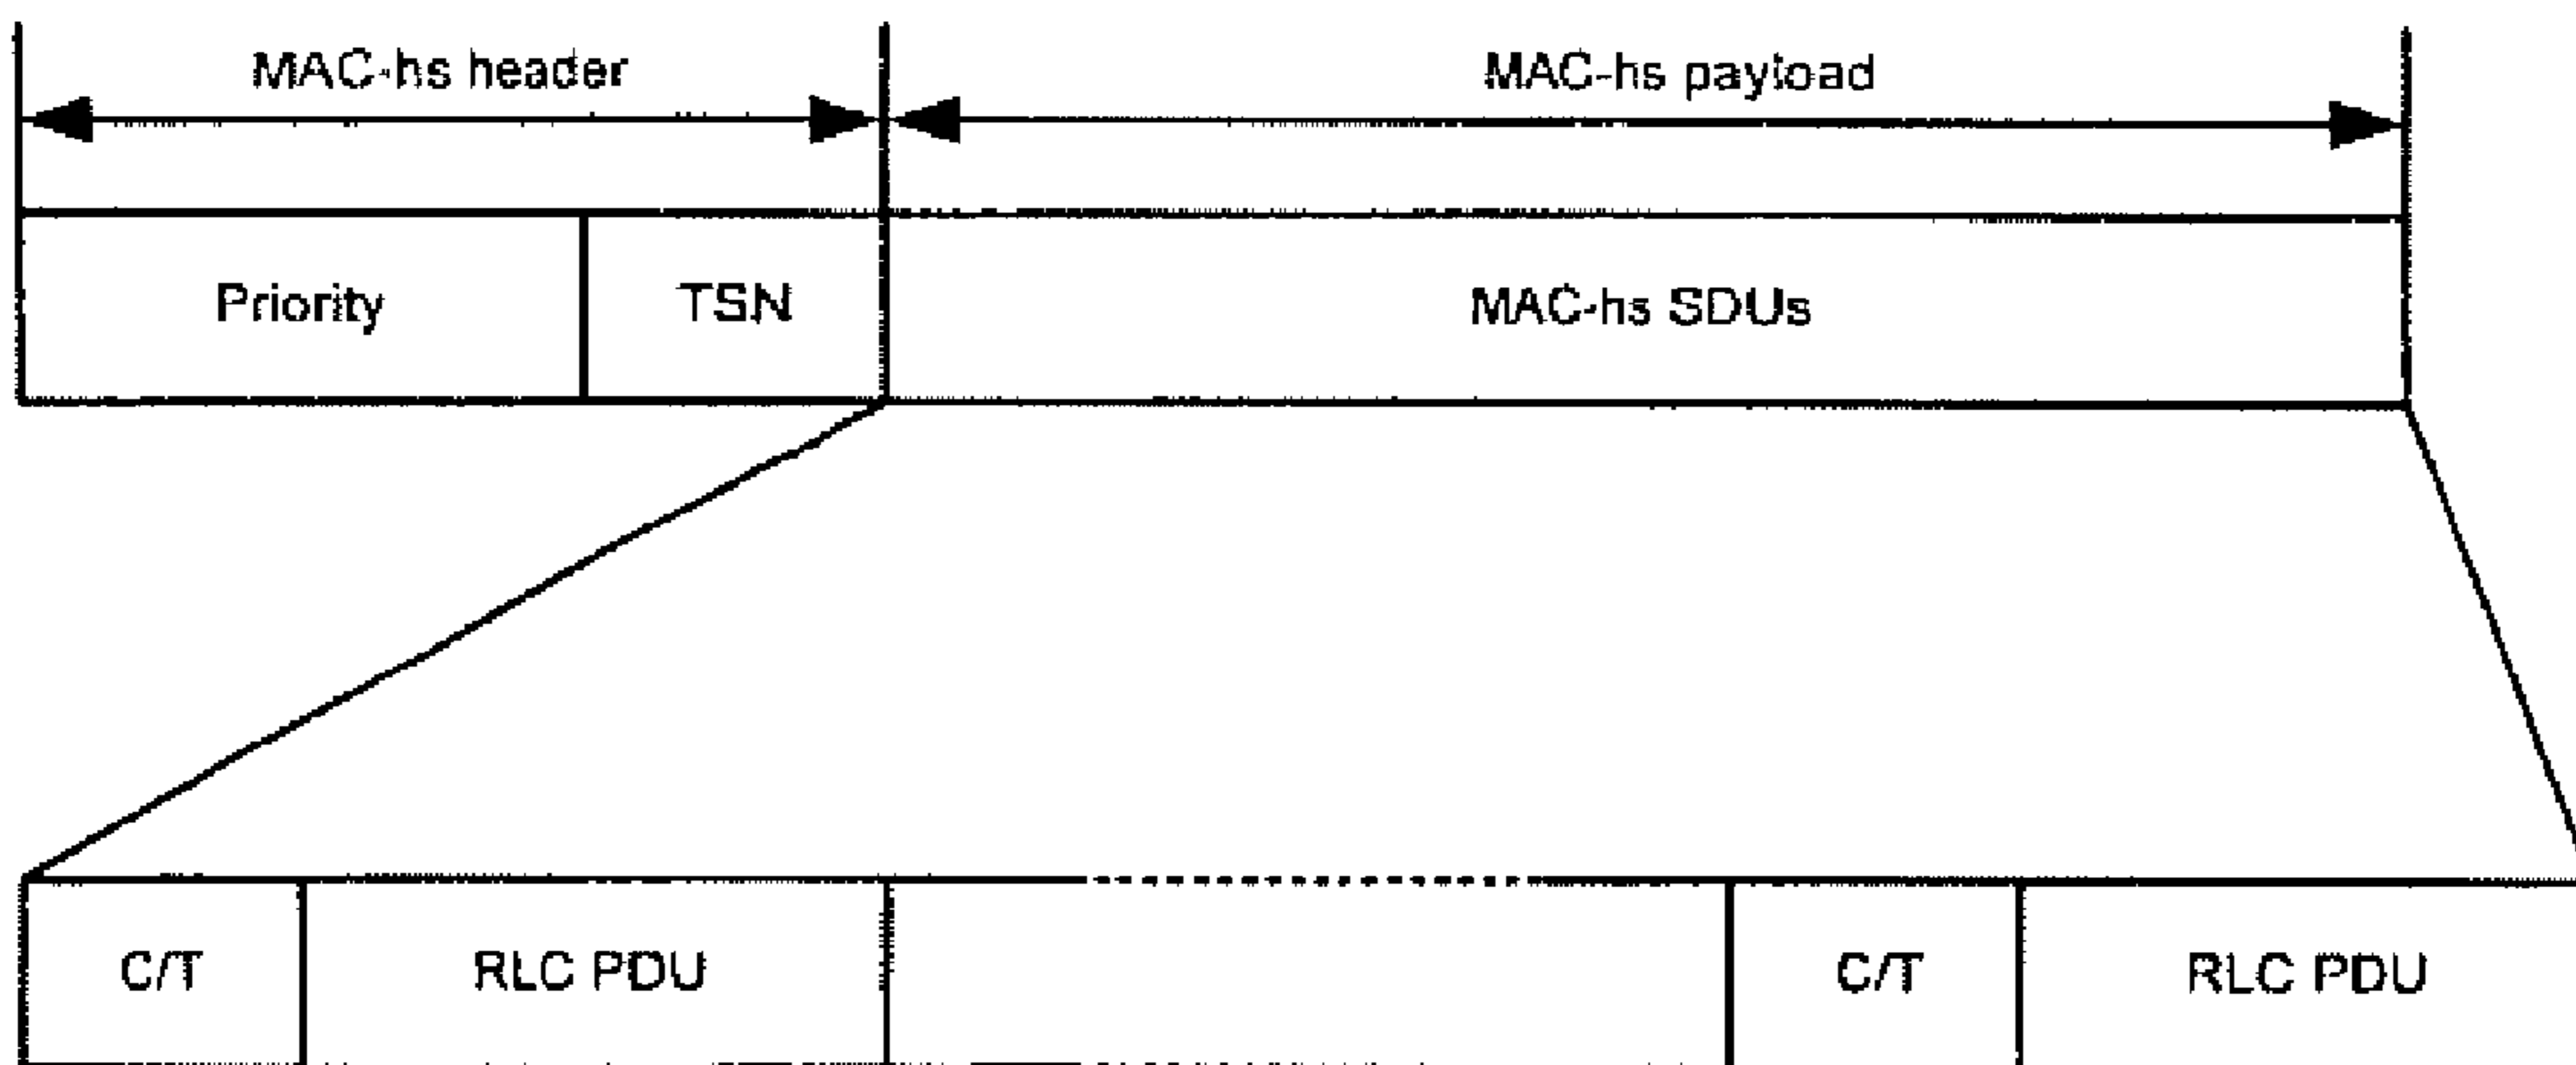 MAC-hs header
MAC-hs payload
Priority
TSN
MAC-hs SDUs
C/T
RLC PDU
C/T
RLC PDU